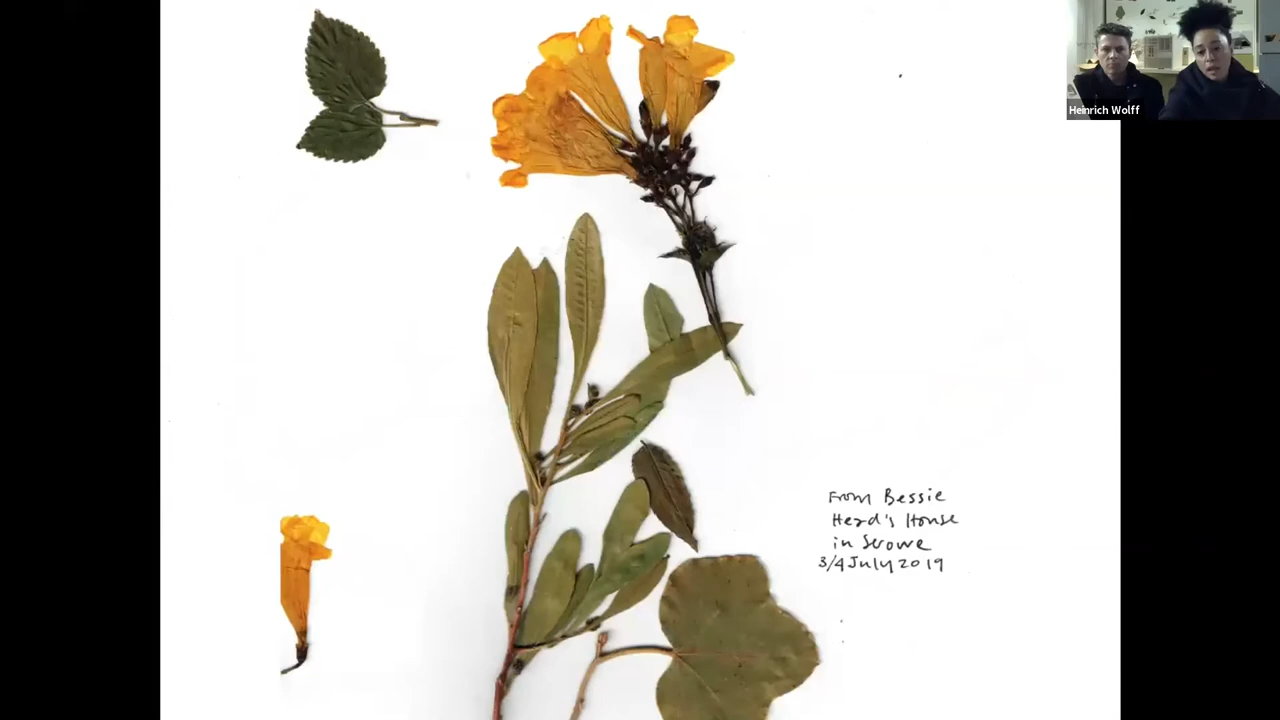 Heinrich Wolff
From Bessie
Head's House
in Serowe
3/4 July 2019